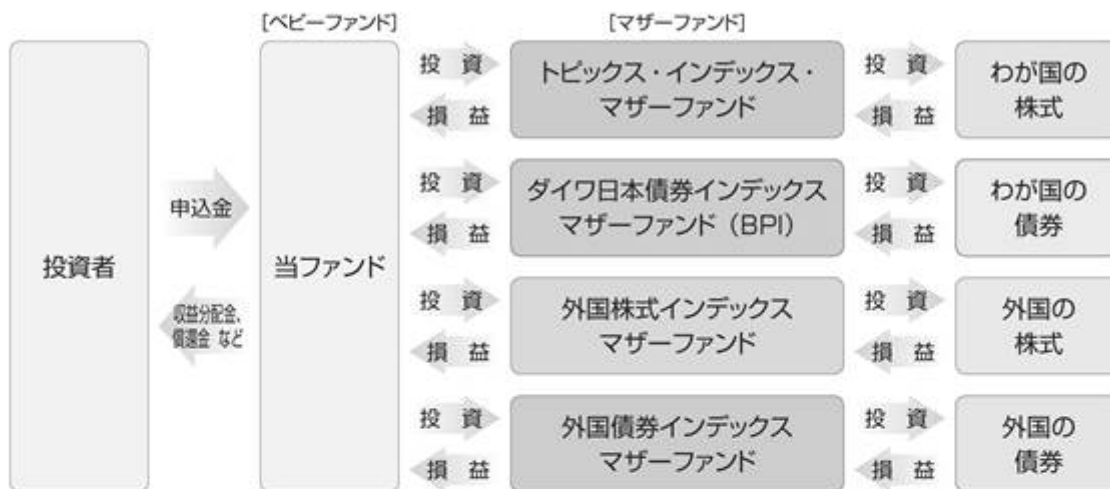 [ベビーファンド]
[マザーファンド]
投資者
申込金
収益分配金、
償還金 など
当ファンド
投 資
損 益
トピックス・インデックス・
マザーファンド
投 資
損 益
わが国の
株式
投 資
損 益
ダイワ日本債券インデックス
マザーファンド（BPI）
投 資
損 益
わが国の
債券
投 資
損 益
外国株式インデックス
マザーファンド
投 資
損 益
外国の
株式
投 資
損 益
外国債券インデックス
マザーファンド
投 資
損 益
外国の
債券